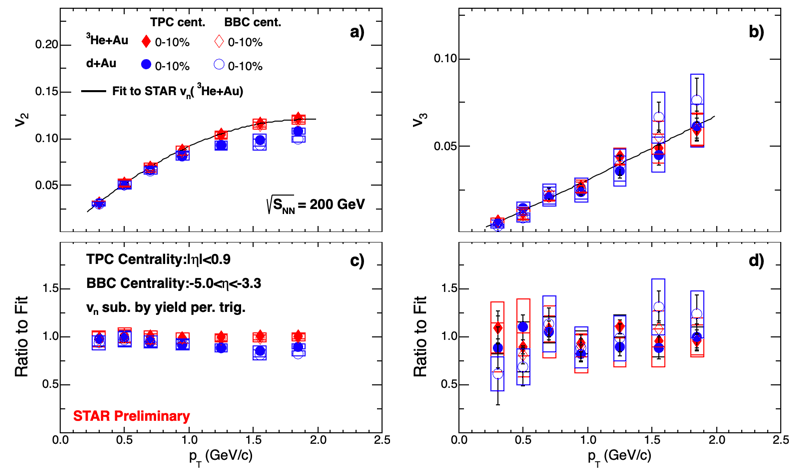 TPC cent. BBC cent.
³He+Au 0-10% 0-10%
d+Au 0-10% 0-10%
Fit to STAR vₙ(³He+Au)
a)
v₂
0.20
0.15
0.10
0.05
√S_NN = 200 GeV
b)
v₃
0.10
0.05
TPC Centrality:|η|<0.9
BBC Centrality:-5.0<η<-3.3
vₙ sub. by yield per. trig.
c)
Ratio to Fit
1.5
1.0
0.5
STAR Preliminary
0.0 0.5 1.0 1.5 2.0 2.5
p_T (GeV/c)
d)
Ratio to Fit
1.5
1.0
0.5
0.0 0.5 1.0 1.5 2.0 2.5
p_T (GeV/c)